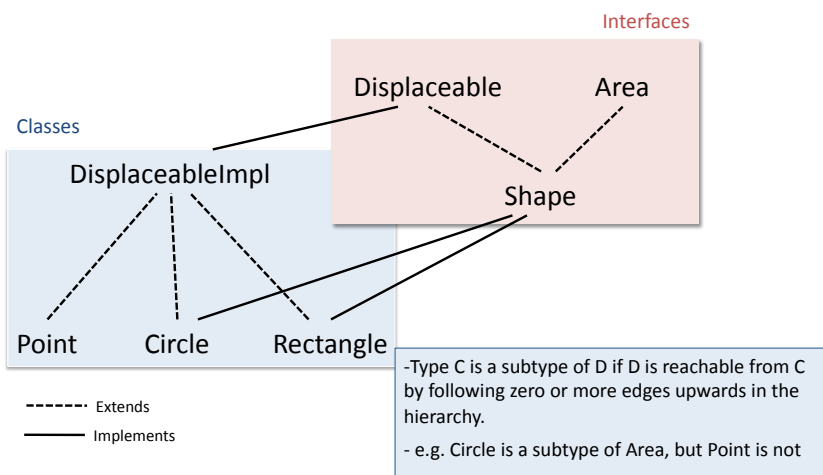 Interfaces
Displaceable
Area
Classes
DisplaceableImpl
Shape
Point
Circle
Rectangle
-Type C is a subtype of D if D is reachable from C
by following zero or more edges upwards in the
hierarchy.
- e.g. Circle is a subtype of Area, but Point is not
Extends
Implements